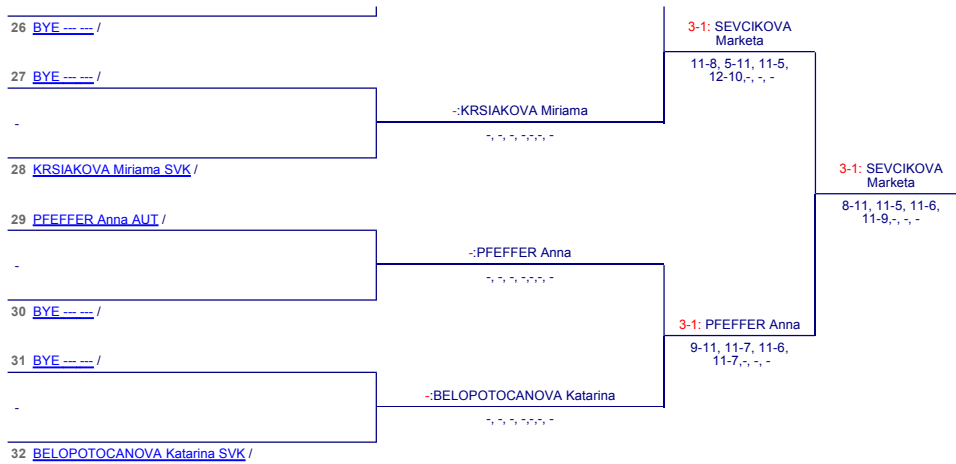 26 BYE --- --- /
3-1: SEVCIKOVA
Marketa
11-8, 5-11, 11-5,
12-10,-, -, -
27 BYE --- --- /
-
-:KRSIAKOVA Miriama
-, -, -, -,-,-, -
28 KRSIAKOVA Miriama SVK /
3-1: SEVCIKOVA
Marketa
8-11, 11-5, 11-6,
11-9,-, -, -
29 PFEFFER Anna AUT /
-
-:PFEFFER Anna
-, -, -, -,-,-, -
30 BYE --- --- /
3-1: PFEFFER Anna
9-11, 11-7, 11-6,
11-7,-, -, -
31 BYE --- --- /
-
-:BELOPOTOCANOVA Katarina
-, -, -, -,-,-, -
32 BELOPOTOCANOVA Katarina SVK /